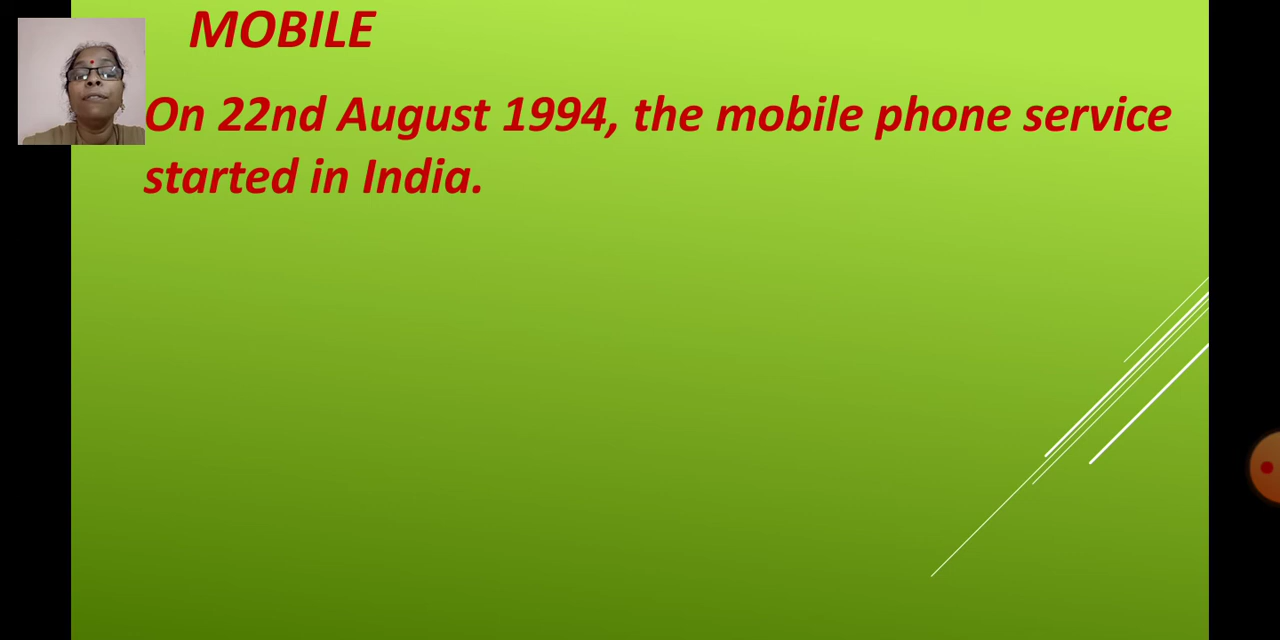 MOBILE
On 22nd August 1994, the mobile phone service
started in India.